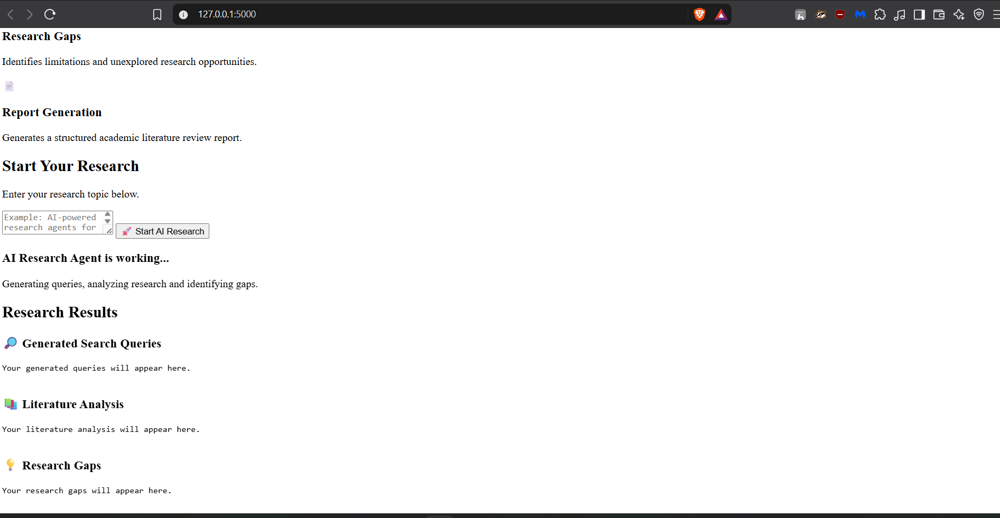 127.0.0.1:5000
Research Gaps
Identifies limitations and unexplored research opportunities.
Report Generation
Generates a structured academic literature review report.
Start Your Research
Enter your research topic below.
Example: AI-powered
research agents for
🚀 Start AI Research
AI Research Agent is working...
Generating queries, analyzing research and identifying gaps.
Research Results
🔎 Generated Search Queries
Your generated queries will appear here.
📚 Literature Analysis
Your literature analysis will appear here.
💡 Research Gaps
Your research gaps will appear here.